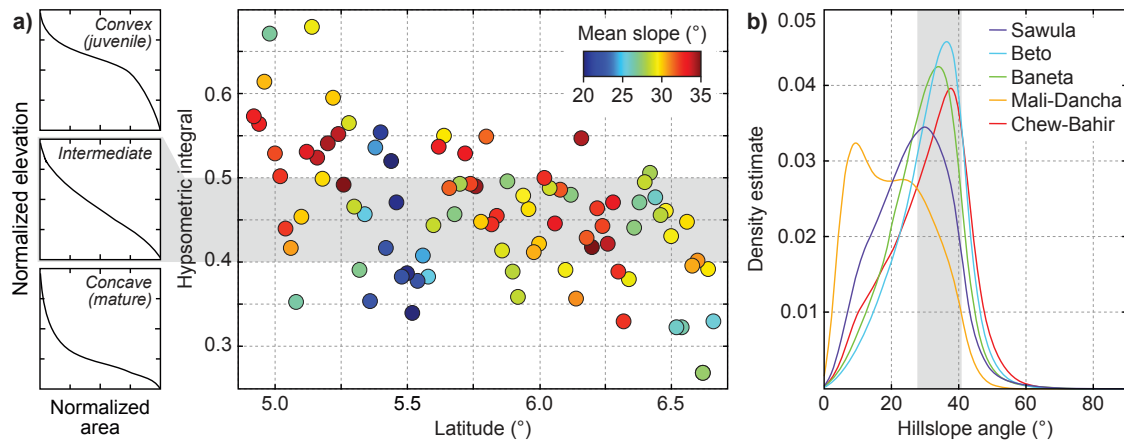 a)
Convex
(juvenile)
Intermediate
Concave
(mature)
Normalized elevation
Normalized
area
Hypsometric integral
0.6
0.5
0.4
0.3
Mean slope (°)
20 25 30 35
5.0 5.5 6.0 6.5
Latitude (°)
b)
Density estimate
0.05
0.04
0.03
0.02
0.01
Sawula
Beto
Baneta
Mali-Dancha
Chew-Bahir
0 20 40 60 80
Hillslope angle (°)